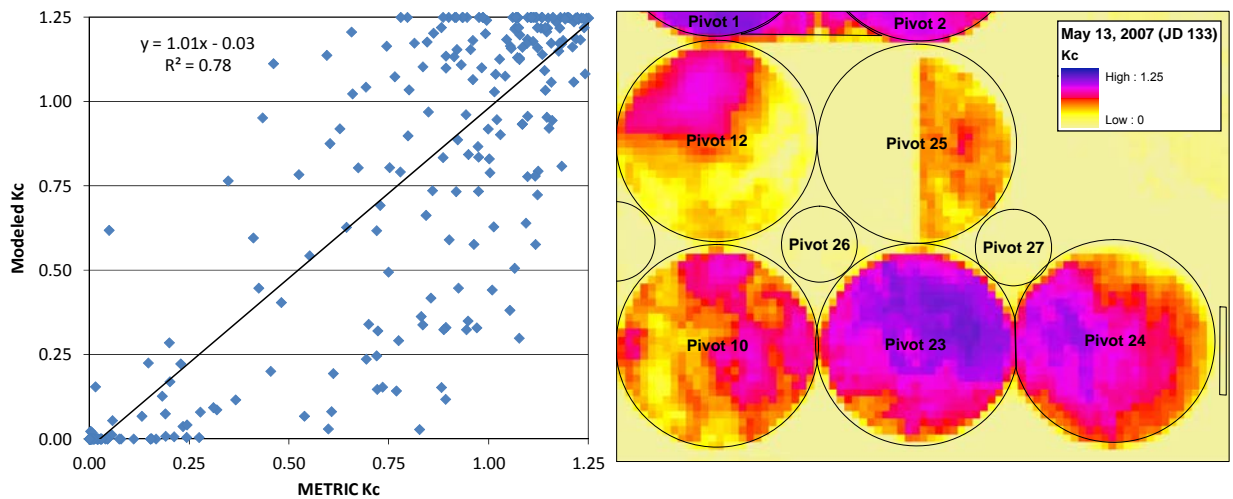 y = 1.01x - 0.03
R² = 0.78
1.25
1.00
0.75
0.50
0.25
0.00
Modeled Kc
0.00 0.25 0.50 0.75 1.00 1.25
METRIC Kc
Pivot 1
Pivot 2
Pivot 12
Pivot 25
Pivot 26
Pivot 27
Pivot 10
Pivot 23
Pivot 24
May 13, 2007 (JD 133)
Kc
High : 1.25
Low : 0